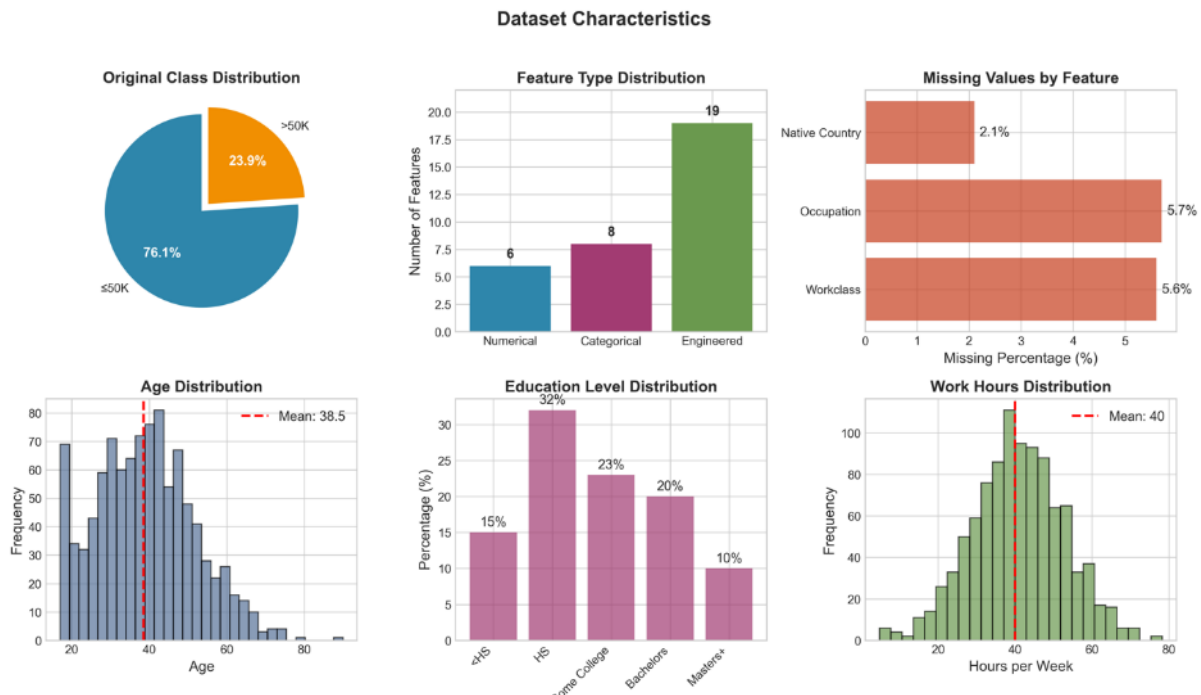 Dataset Characteristics
Original Class Distribution
>50K
23.9%
76.1%
≤50K
Feature Type Distribution
Number of Features
20.0
17.5
15.0
12.5
10.0
7.5
5.0
2.5
0.0
6
8
19
Numerical
Categorical
Engineered
Missing Values by Feature
Native Country
2.1%
Occupation
5.7%
Workclass
5.6%
0 1 2 3 4 5
Missing Percentage (%)
Age Distribution
Mean: 38.5
Frequency
80
70
60
50
40
30
20
10
0
20 40 60 80
Age
Education Level Distribution
Percentage (%)
30
25
20
15
10
5
0
15%
32%
23%
20%
10%
<HS
HS
College
Bachelors
Masters+
Work Hours Distribution
Mean: 40
Frequency
100
80
60
40
20
0
20 40 60 80
Hours per Week